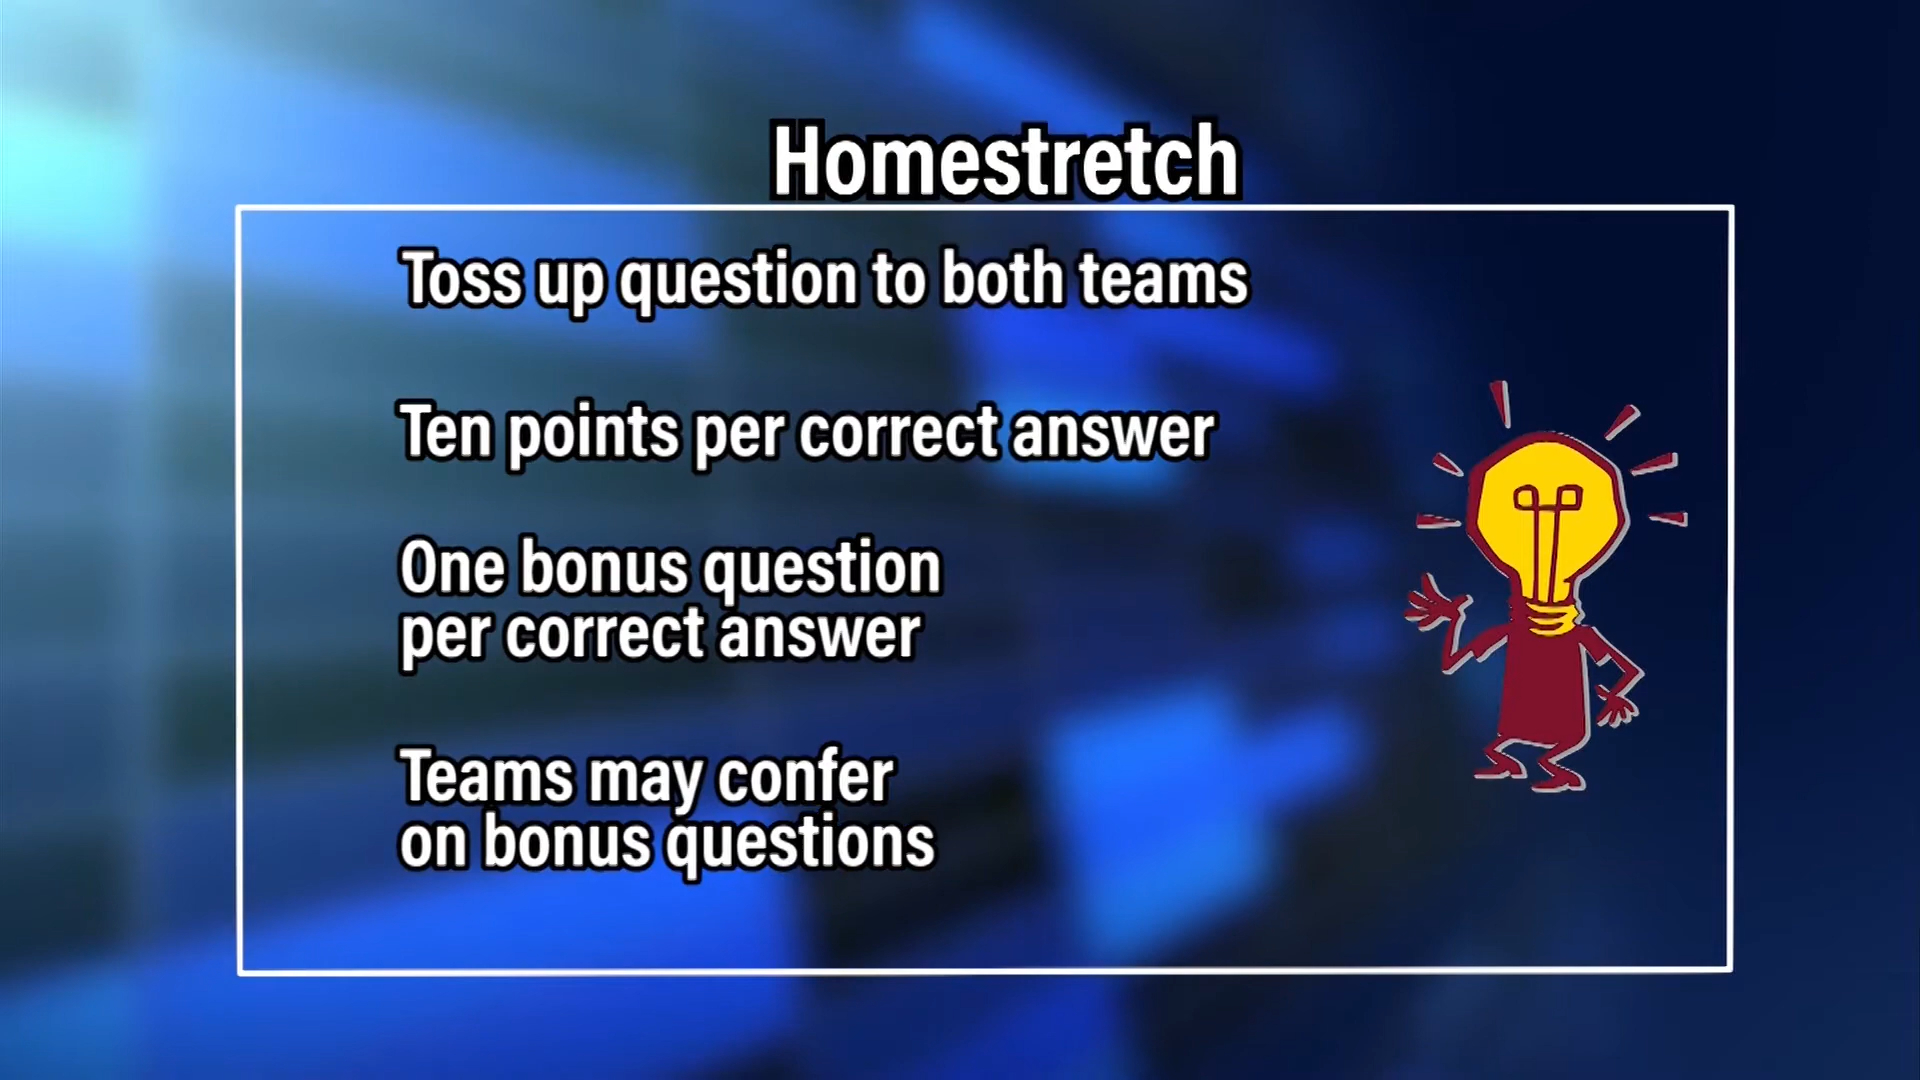 Homestretch
Toss up question to both teams
Ten points per correct answer
One bonus question
per correct answer
Teams may confer
on bonus questions